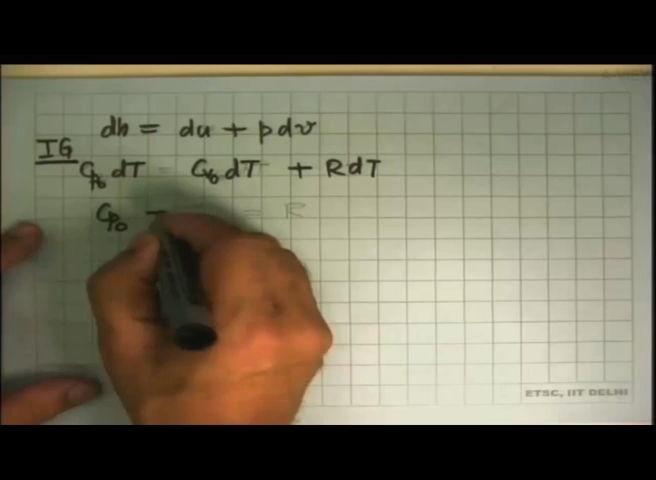 dh = du + pdv
IG
Cp₀ dT = Cv₀ dT + RdT
Cp₀ - = R
ETSC, IIT DELHI